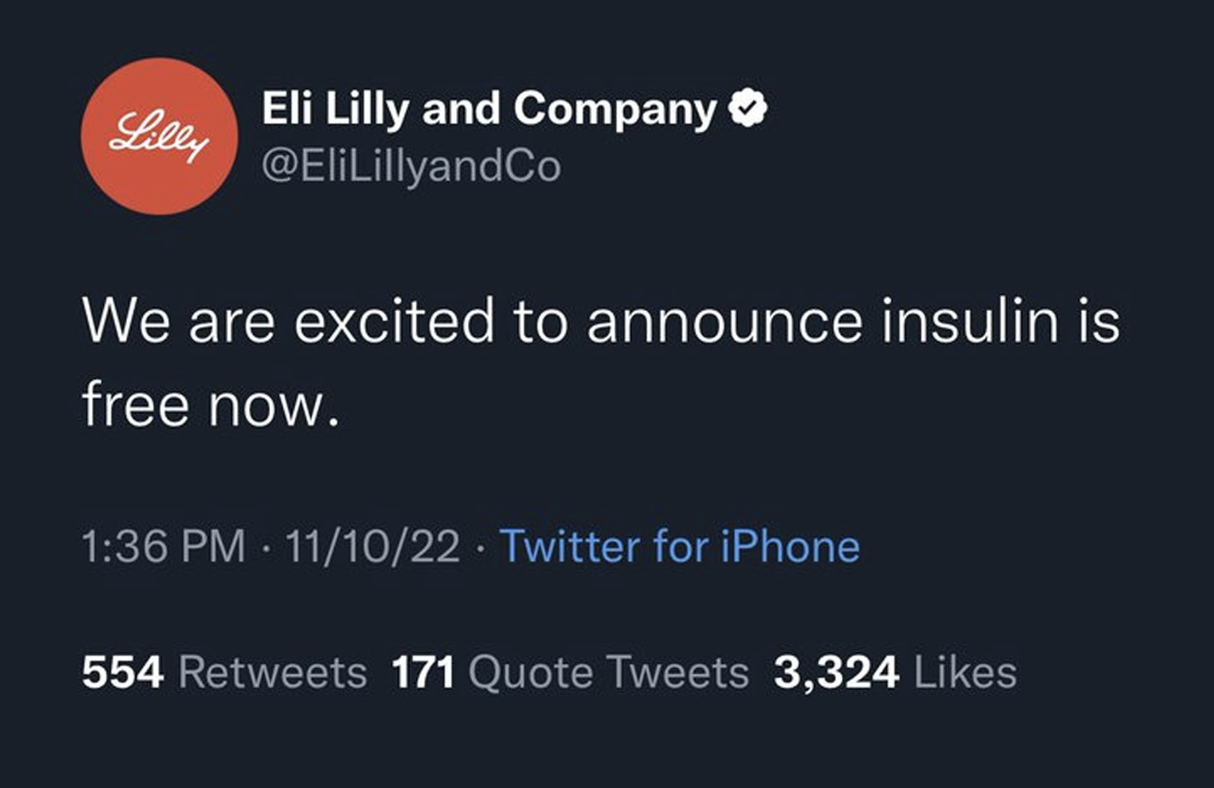 Lilly
Eli Lilly and Company
@EliLillyandCo
We are excited to announce insulin is
free now.
1:36 PM · 11/10/22 · Twitter for iPhone
554 Retweets 171 Quote Tweets 3,324 Likes